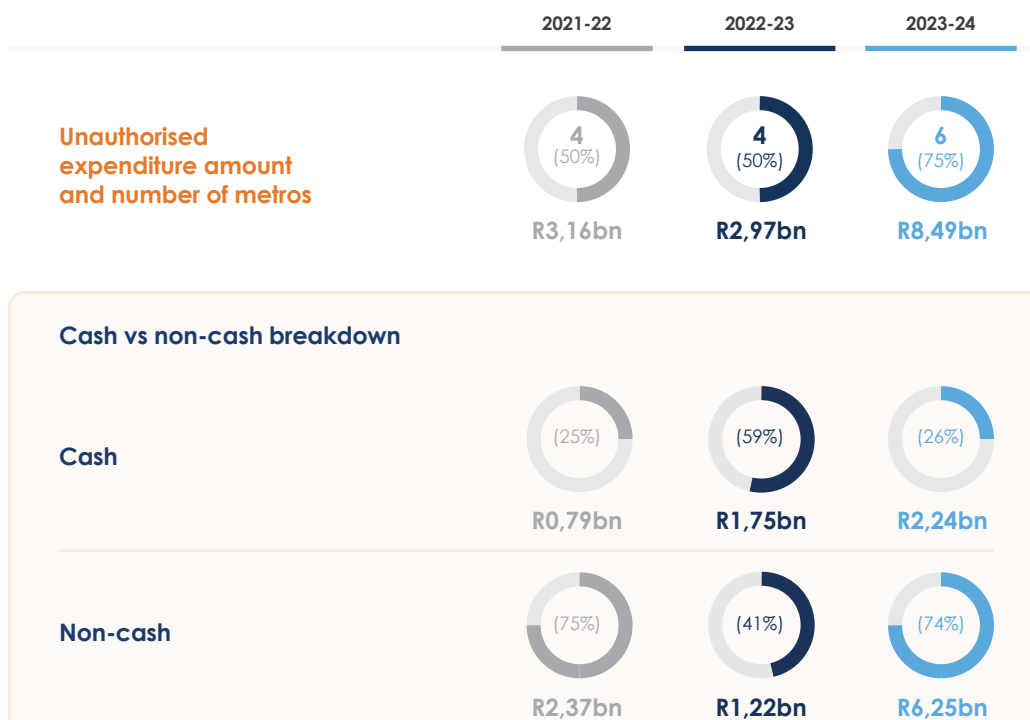 2021-22 2022-23 2023-24
Unauthorised
expenditure amount
and number of metros
4 4 6
(50%) (50%) (75%)
R3,16bn R2,97bn R8,49bn
Cash vs non-cash breakdown
Cash
(25%) (59%) (26%)
R0,79bn R1,75bn R2,24bn
Non-cash
(75%) (41%) (74%)
R2,37bn R1,22bn R6,25bn